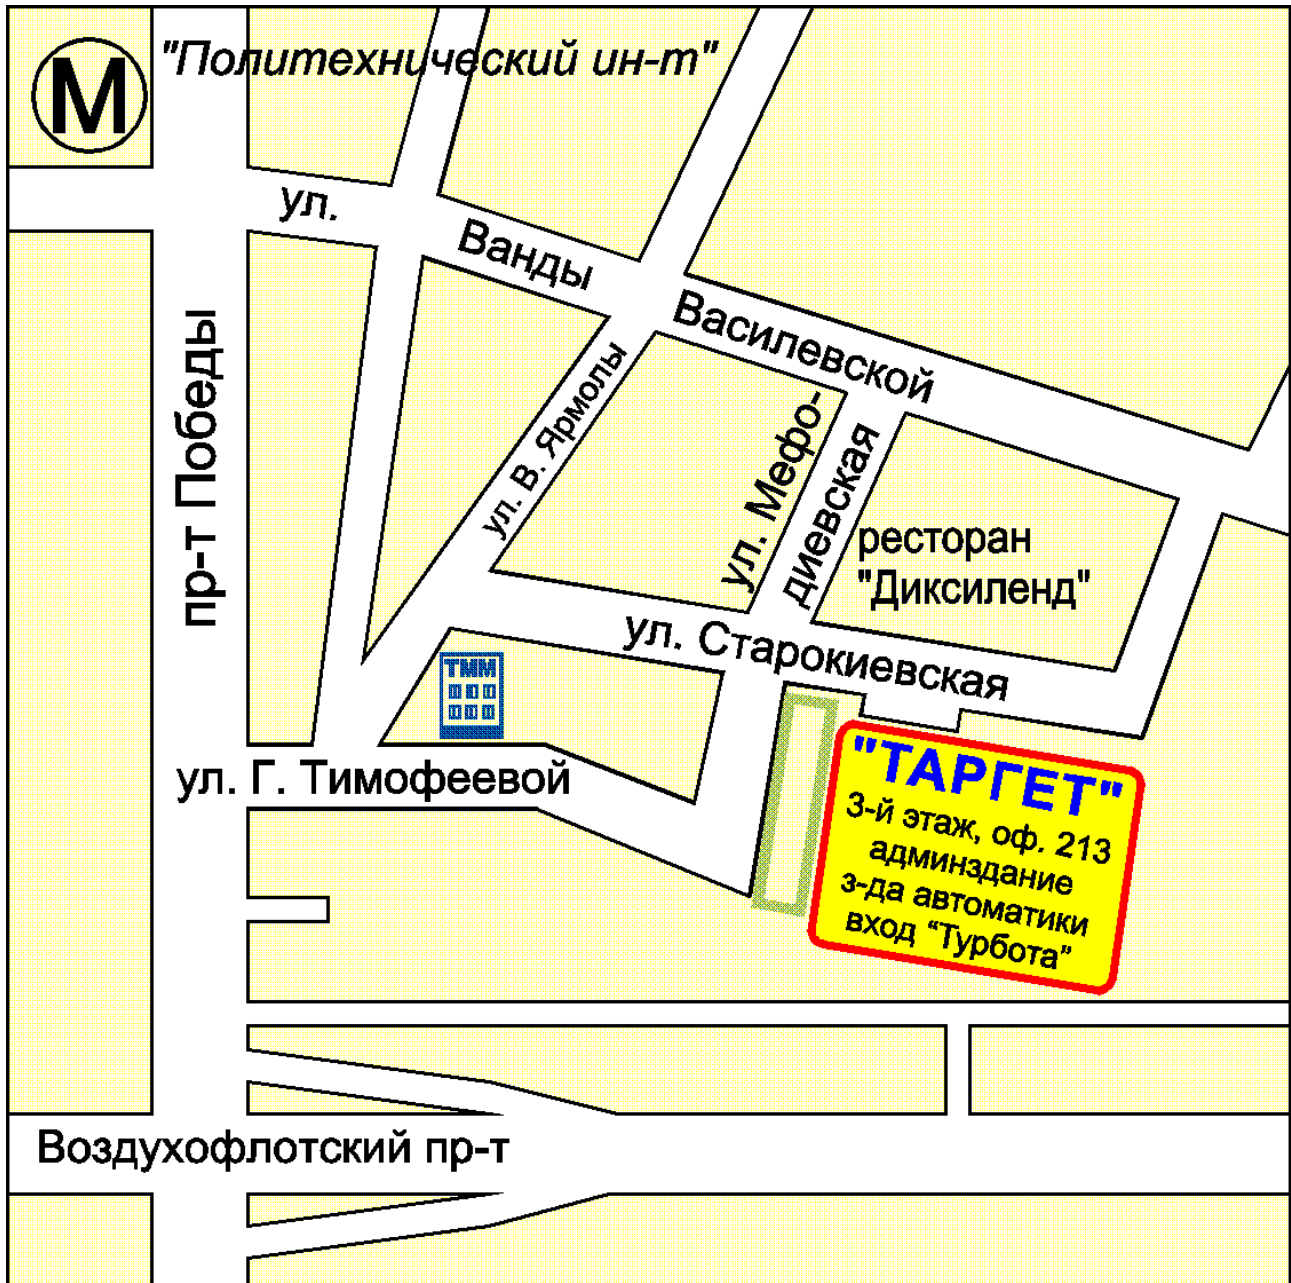 М
"Политехнический ин-т"
ул.
Ванды
Василевской
пр-т Победы
ул. В. Ярмолы
ул. Мефо-
диевская
ресторан
"Диксиленд"
ул. Старокиевская
ТММ
ул. Г. Тимофеевой
"ТАРГЕТ"
3-й этаж, оф. 213
админздание
з-да автоматики
вход “Турбота”
Воздухофлотский пр-т